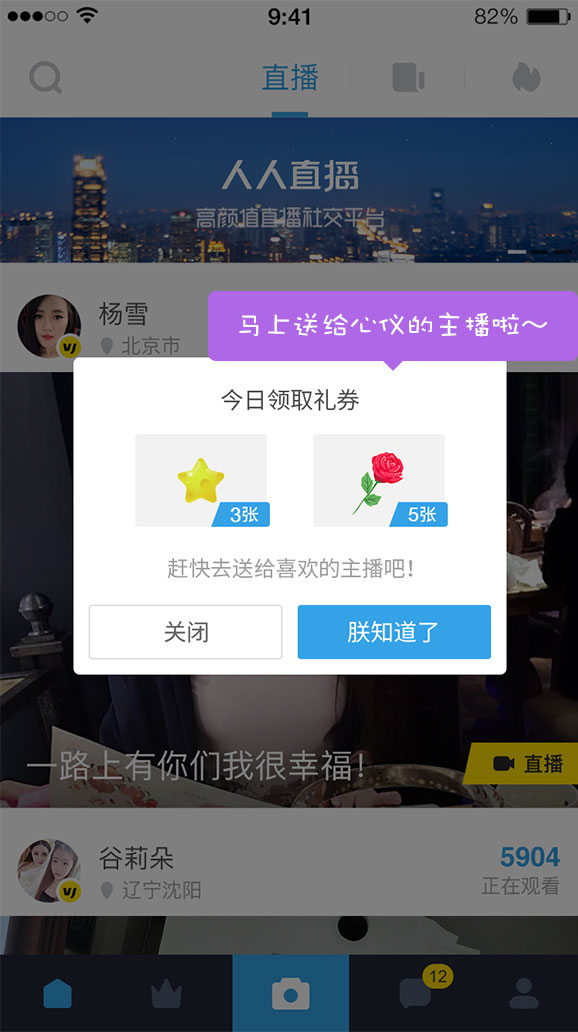 9:41
82%
直播
人人直播
高颜值直播社交平台
杨雪
VJ
北京市
马上送给心仪的主播啦～
今日领取礼券
3张
5张
赶快去送给喜欢的主播吧！
关闭
朕知道了
一路上有你们我很幸福！
直播
谷莉朵
5904
VJ
辽宁沈阳
正在观看
12